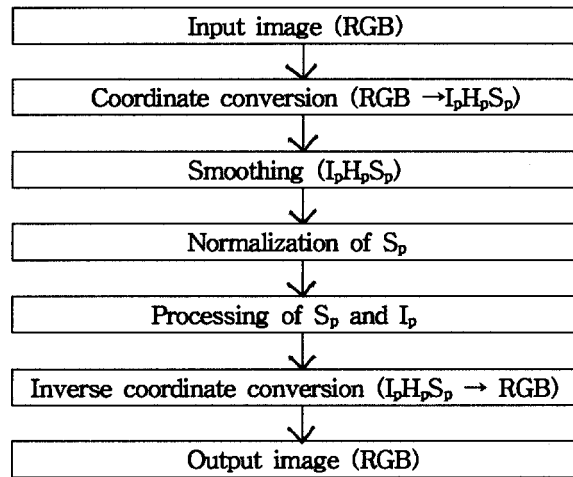 Input image (RGB)
Coordinate conversion (RGB →IpHpSp)
Smoothing (IpHpSp)
Normalization of Sp
Processing of Sp and Ip
Inverse coordinate conversion (IpHpSp → RGB)
Output image (RGB)